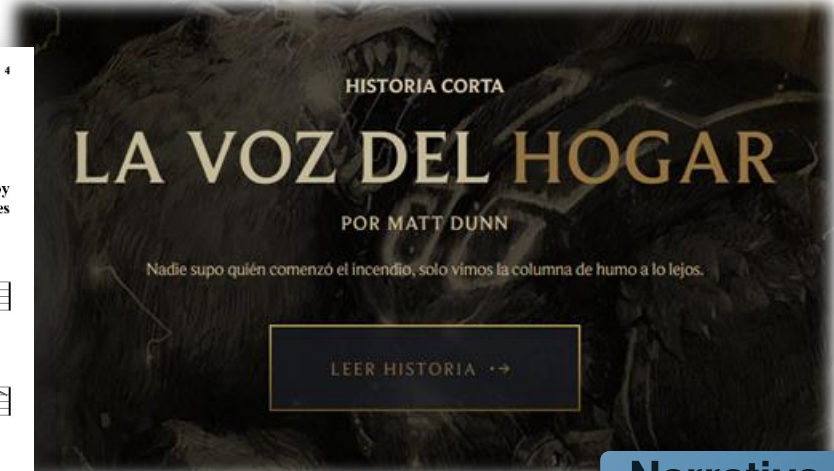 4
HISTORIA CORTA
LA VOZ DEL HOGAR
POR MATT DUNN
Nadie supo quién comenzó el incendio, solo vimos la columna de humo a lo lejos.
LEER HISTORIA